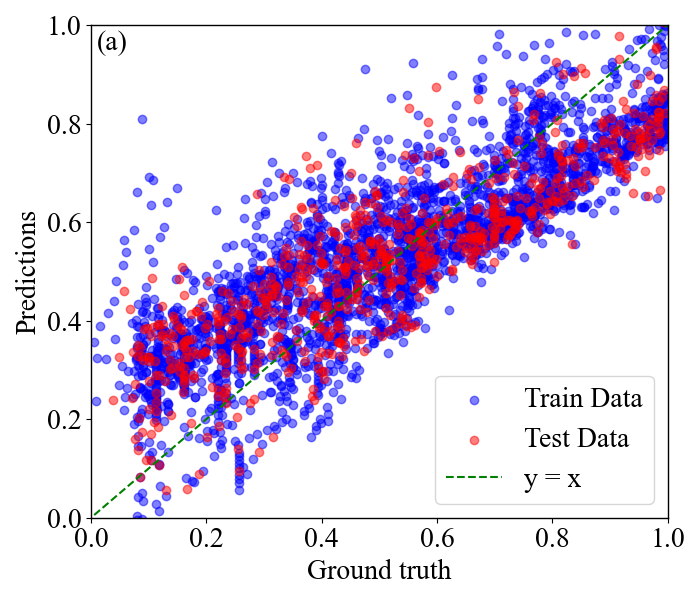 (a)
1.0
0.8
0.6
0.4
0.2
0.0
Predictions
Train Data
Test Data
y = x
0.0 0.2 0.4 0.6 0.8 1.0
Ground truth